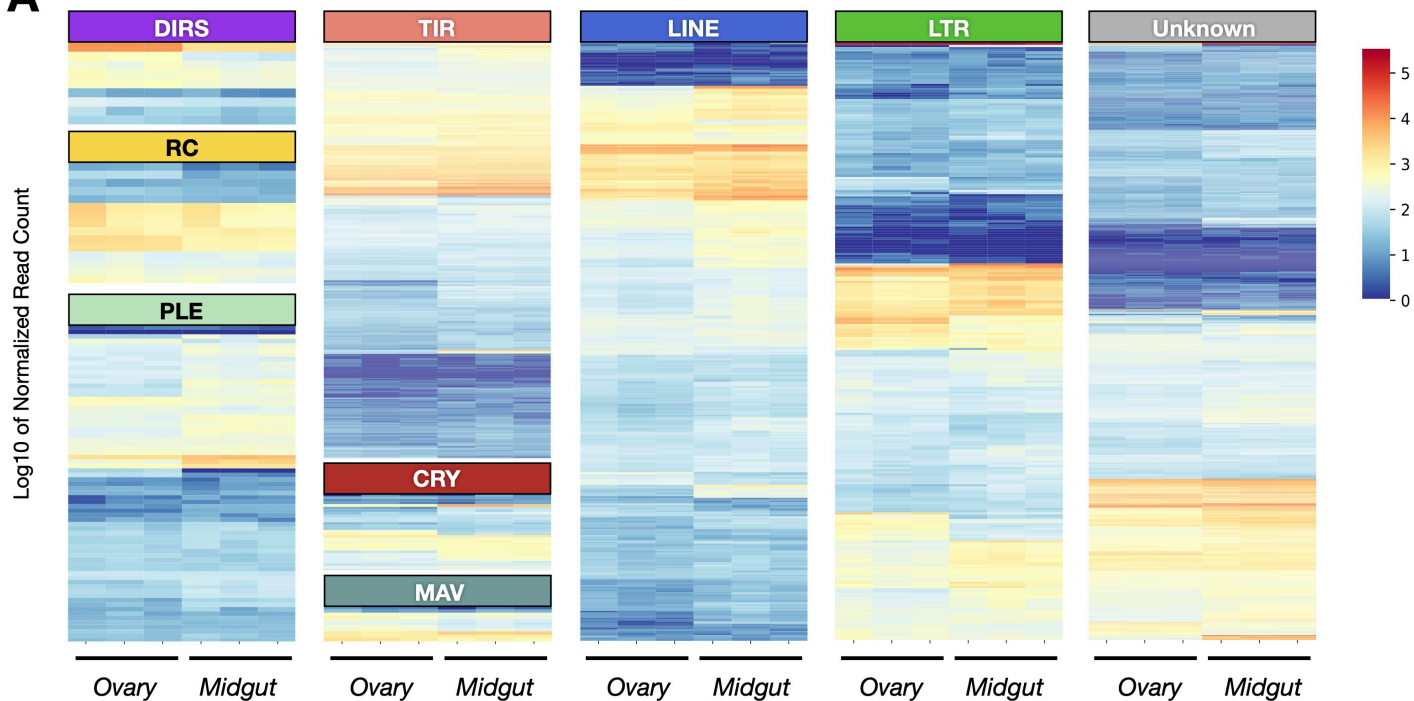 A
DIRS
TIR
LINE
LTR
Unknown
RC
PLE
CRY
MAV
Log10 of Normalized Read Count
5
4
3
2
1
0
Ovary Midgut Ovary Midgut Ovary Midgut Ovary Midgut Ovary Midgut